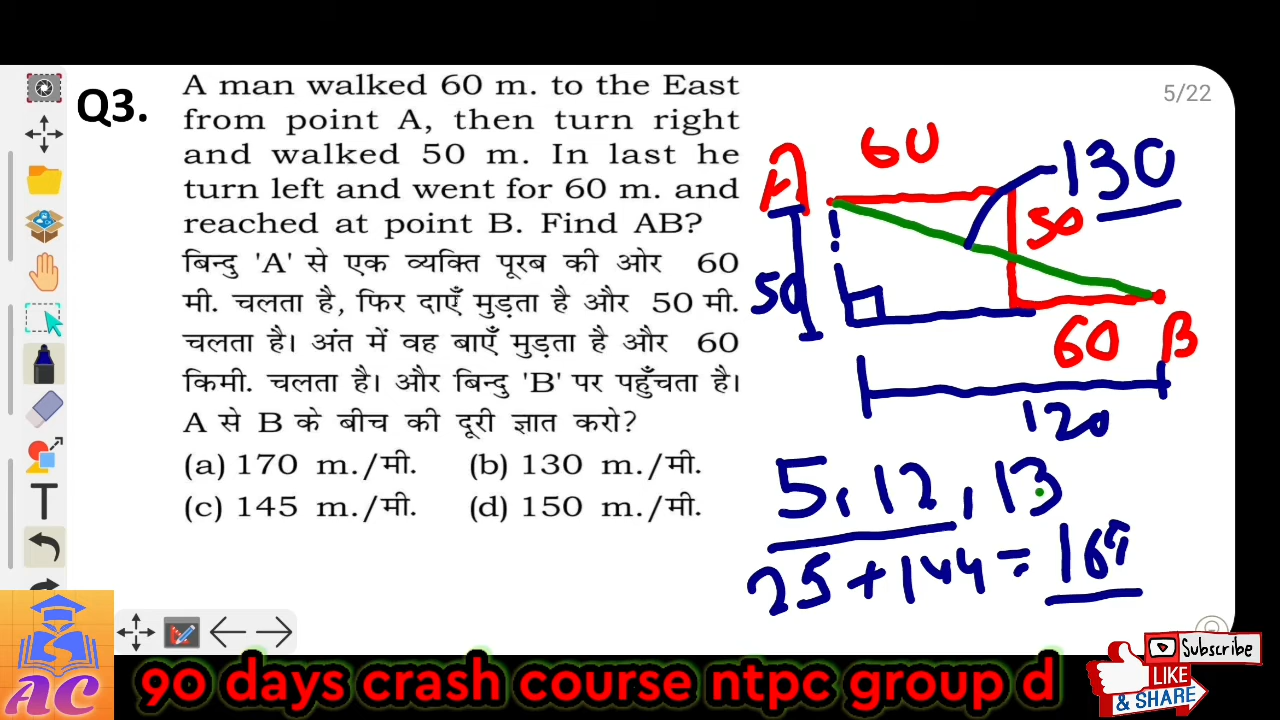 5/22
Q3.
A man walked 60 m. to the East
from point A, then turn right
and walked 50 m. In last he
turn left and went for 60 m. and
reached at point B. Find AB?
बिन्दु 'A' से एक व्यक्ति पूरब की ओर 60
मी. चलता है, फिर दाएँ मुड़ता है और 50 मी.
चलता है। अंत में वह बाएँ मुड़ता है और 60
किमी. चलता है। और बिन्दु 'B' पर पहुँचता है।
A से B के बीच की दूरी ज्ञात करो?
(a) 170 m./मी. (b) 130 m./मी.
(c) 145 m./मी. (d) 150 m./मी.
A 60 130
50
50
60 B
120
5, 12, 13
25 + 144 = 169
T
AC
90 days crash course ntpc group d
Subscribe
LIKE
& SHARE